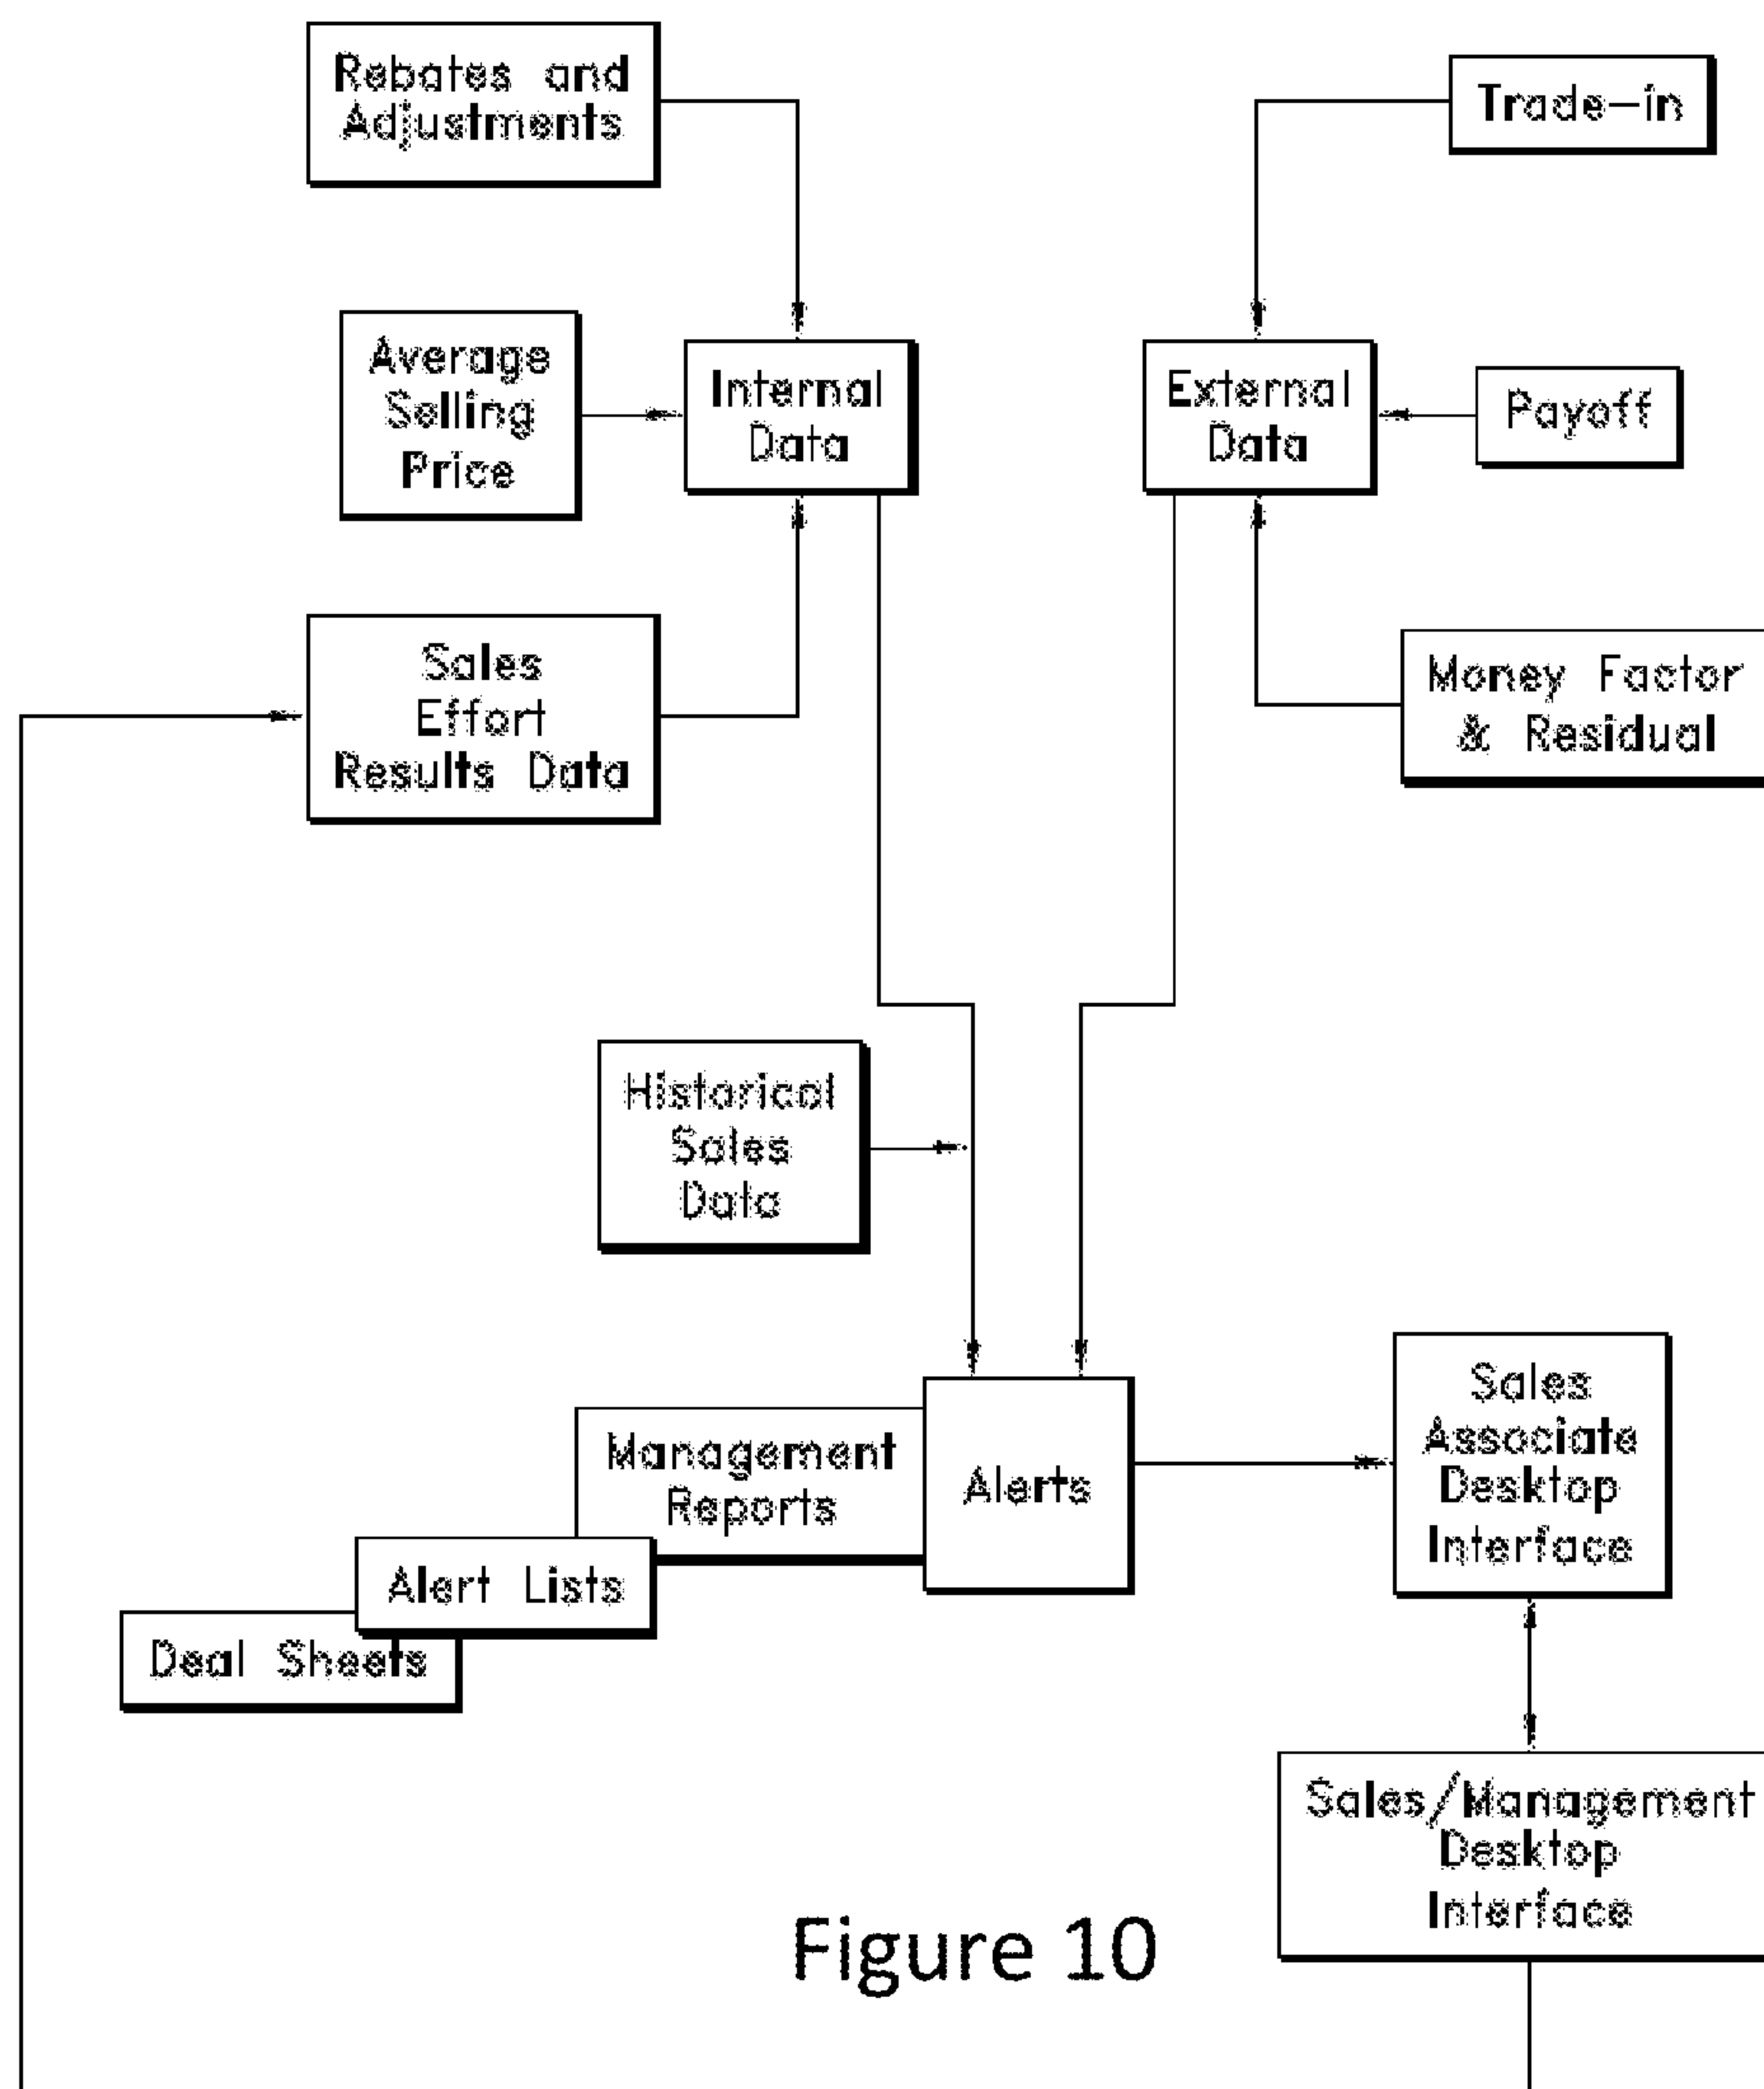 Rebates and
Adjustments
Trade-in
Average
Selling
Price
Internal
Data
External
Data
Payoff
Sales
Effort
Results Data
Money Factor
& Residual
Historical
Sales
Data
Management
Reports
Alerts
Sales
Associate
Desktop
Interface
Alert Lists
Deal Sheets
Sales/Management
Desktop
Interface
Figure 10